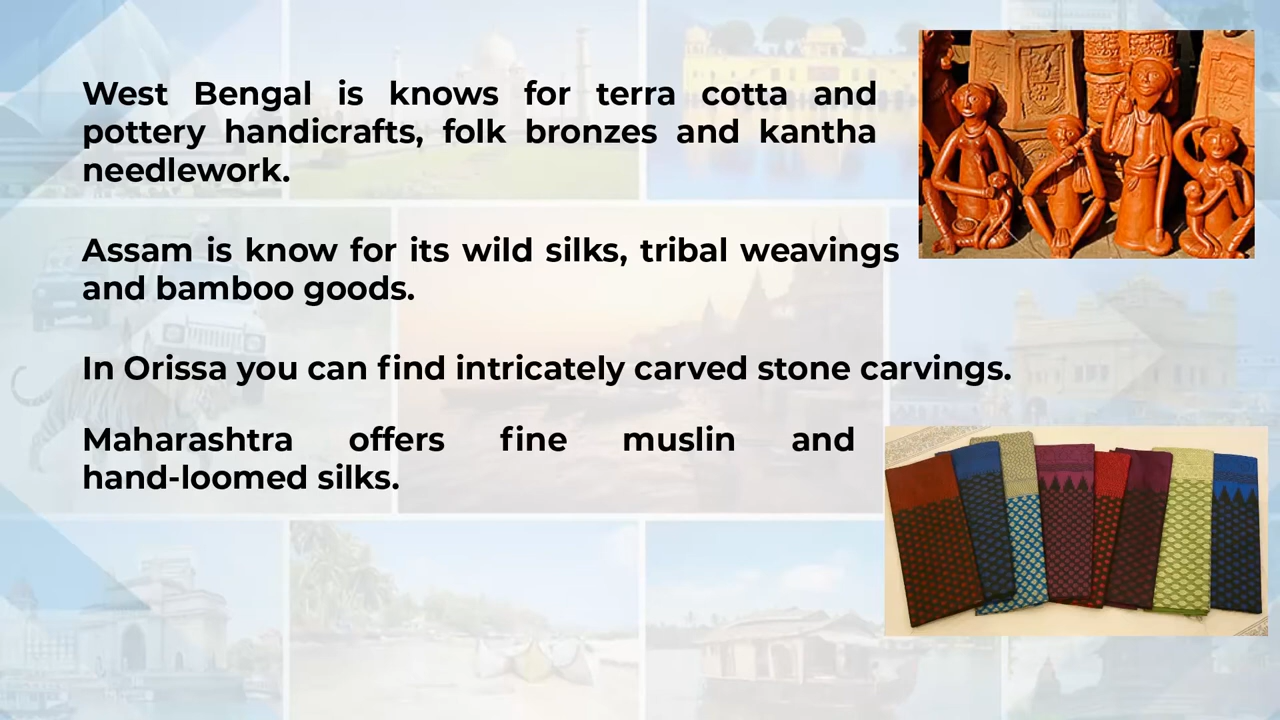 West Bengal is knows for terra cotta and
pottery handicrafts, folk bronzes and kantha
needlework.
Assam is know for its wild silks, tribal weavings
and bamboo goods.
In Orissa you can find intricately carved stone carvings.
Maharashtra offers fine muslin and
hand-loomed silks.